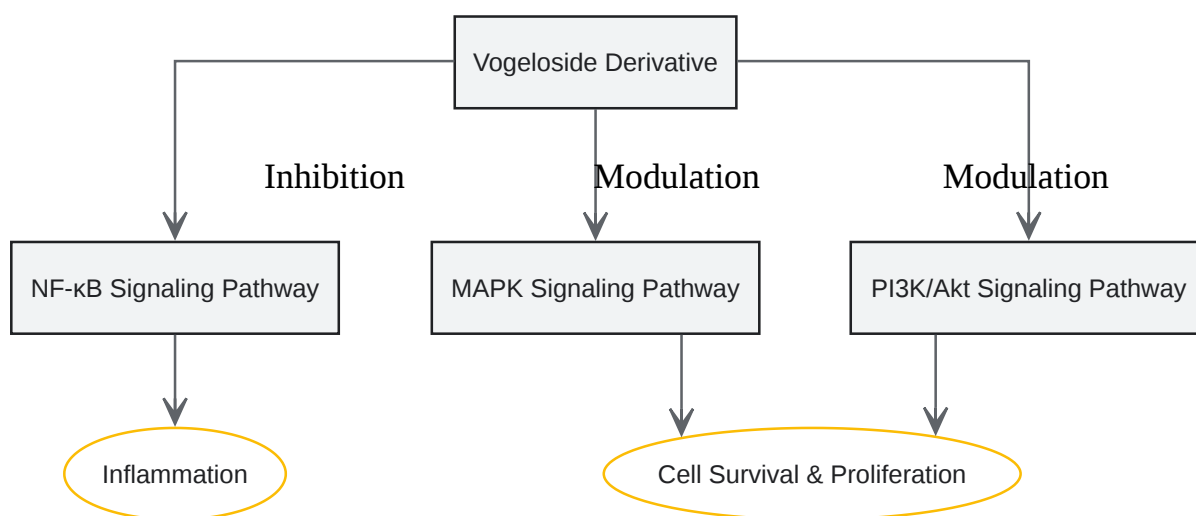 Vogeloside Derivative
Inhibition
Modulation
Modulation
NF-κB Signaling Pathway
MAPK Signaling Pathway
PI3K/Akt Signaling Pathway
Inflammation
Cell Survival & Proliferation